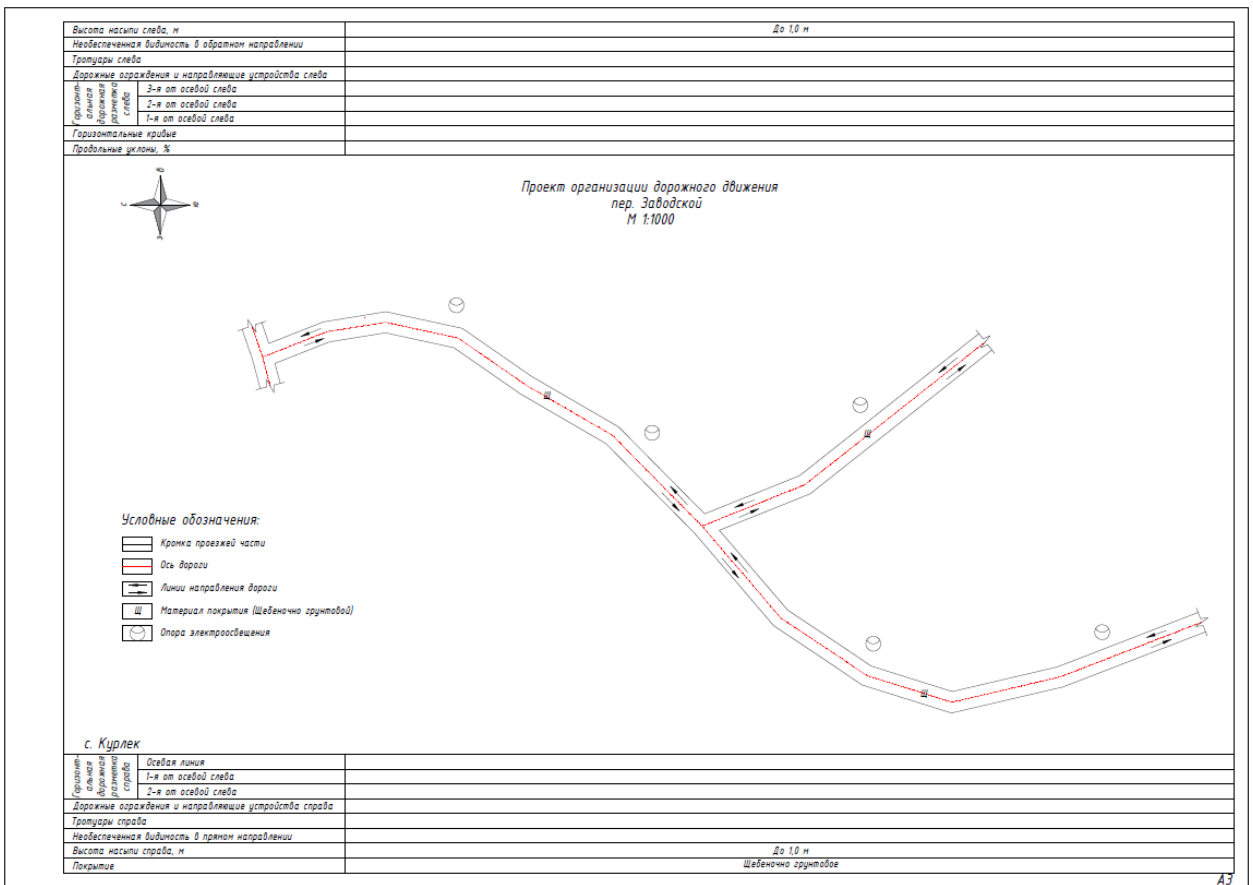 Высота насыпи слева, м До 1,0 м
Необеспеченная видимость в обратном направлении
Тротуары слева
Дорожные ограждения и направляющие устройства слева
Горизонт-
альная
дорожная
разметка
слева
3-я от осевой слева
2-я от осевой слева
1-я от осевой слева
Горизонтальные кривые
Продольные уклоны, %
Проект организации дорожного движения
пер. Заводской
М 1:1000
С
З
Щ
Щ
Щ
Условные обозначения:
Кромка проезжей части
Ось дороги
Линии направления дороги
Щ Материал покрытия (Щебеночно грунтовой)
Опора электроосвещения
с. Курлек
Горизонт-
альная
дорожная
разметка
справа
Осевая линия
1-я от осевой слева
2-я от осевой слева
Дорожные ограждения и направляющие устройства справа
Тротуары справа
Необеспеченная видимость в прямом направлении
Высота насыпи справа, м До 1,0 м
Покрытие Щебеночно грунтовое
А3